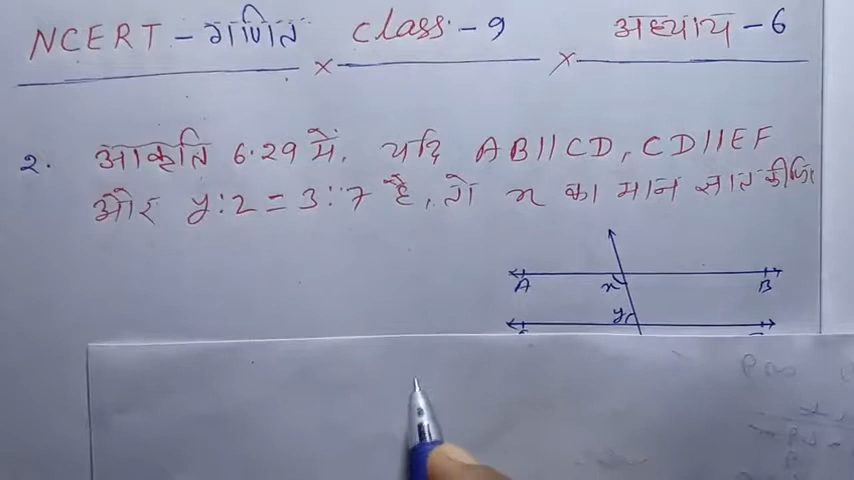 NCERT - गणित × Class - 9 × अध्याय - 6
2. आकृति 6.29 में, यदि AB||CD, CD||EF
और y:z = 3:7 है, तो x का मान ज्ञात कीजिए
A x B
y